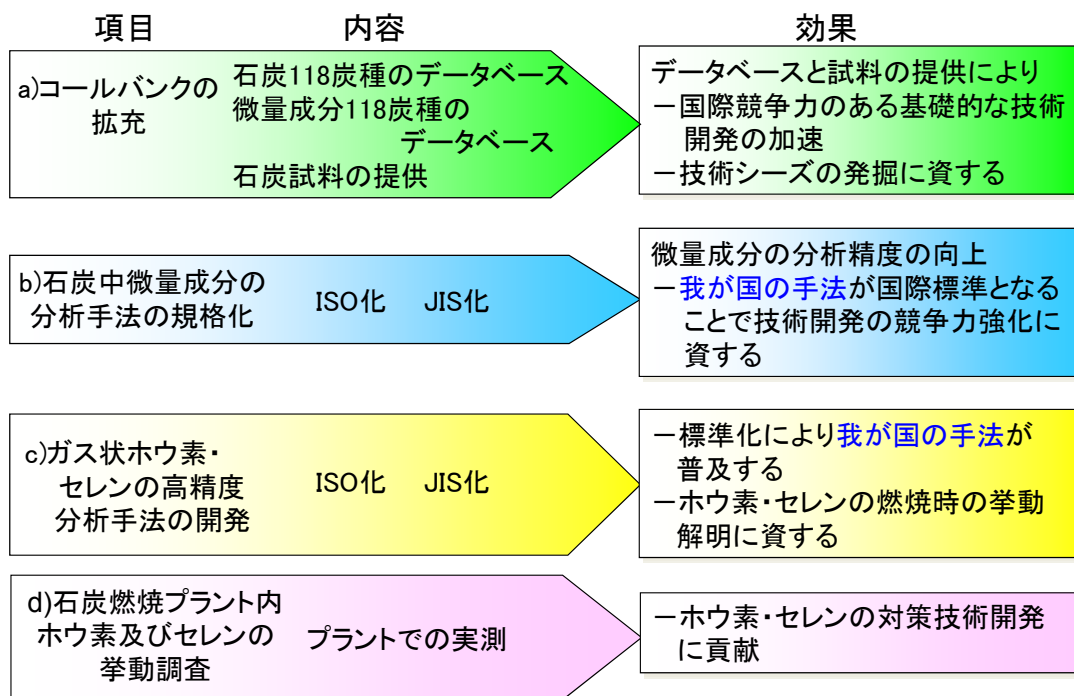 項目
内容
効果
a)コールバンクの
拡充
石炭118炭種のデータベース
微量成分118炭種の
データベース
石炭試料の提供
データベースと試料の提供により
－国際競争力のある基礎的な技術
開発の加速
－技術シーズの発掘に資する
b)石炭中微量成分の
分析手法の規格化
ISO化 JIS化
微量成分の分析精度の向上
－我が国の手法が国際標準となる
ことで技術開発の競争力強化に
資する
c)ガス状ホウ素・
セレンの高精度
分析手法の開発
ISO化 JIS化
－標準化により我が国の手法が
普及する
－ホウ素・セレンの燃焼時の挙動
解明に資する
d)石炭燃焼プラント内
ホウ素及びセレンの
挙動調査
プラントでの実測
－ホウ素・セレンの対策技術開発
に貢献